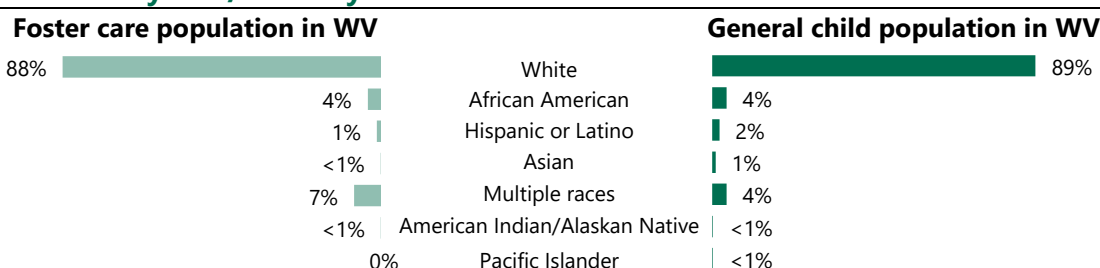 Foster care population in WV General child population in WV
88% White 89%
4% African American 4%
1% Hispanic or Latino 2%
<1% Asian 1%
7% Multiple races 4%
<1% American Indian/Alaskan Native <1%
0% Pacific Islander <1%